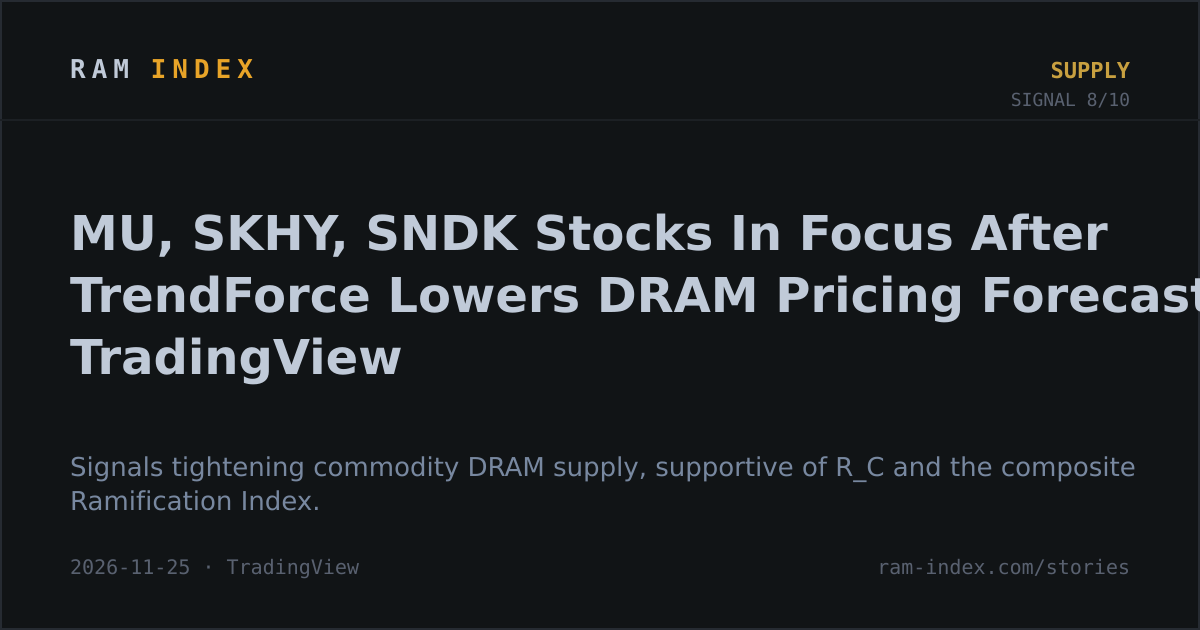 RAM INDEX
SUPPLY
SIGNAL 8/10
MU, SKHY, SNDK Stocks In Focus After
TrendForce Lowers DRAM Pricing Forecast
TradingView
Signals tightening commodity DRAM supply, supportive of R_C and the composite
Ramification Index.
2026-11-25 · TradingView
ram-index.com/stories